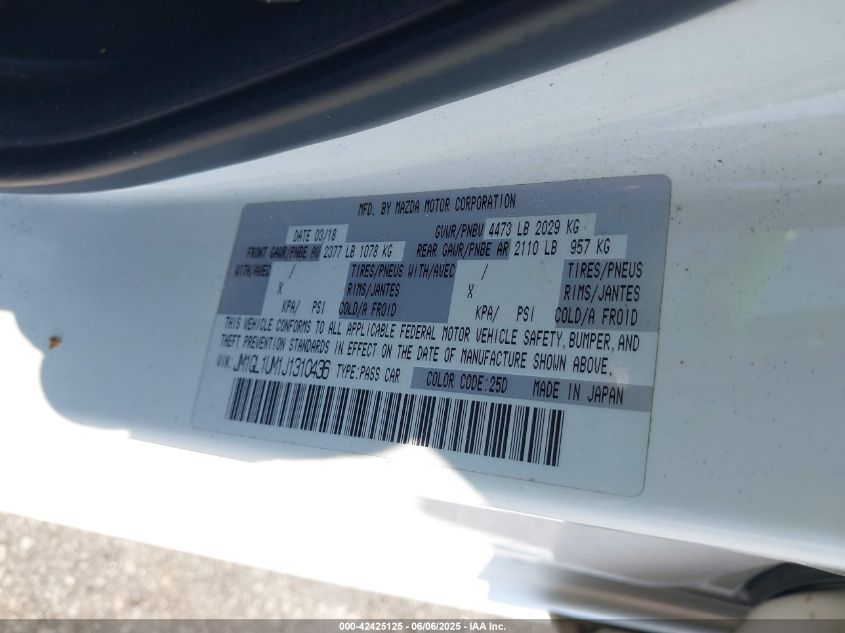 MFD. BY MAZDA MOTOR CORPORATION
DATE 03/18 GVWR/PNBV 4473 LB 2029 KG
FRONT GAWR/PNBE AV 2377 LB 1078 KG REAR GAWR/PNBE AR 2110 LB 957 KG
WITH/AVEC / TIRES/PNEUS WITH/AVEC / TIRES/PNEUS
X RIMS/JANTES X RIMS/JANTES
KPA/ PSI COLD/A FROID KPA/ PSI COLD/A FROID
THIS VEHICLE CONFORMS TO ALL APPLICABLE FEDERAL MOTOR VEHICLE SAFETY, BUMPER, AND
THEFT PREVENTION STANDARDS IN EFFECT ON THE DATE OF MANUFACTURE SHOWN ABOVE.
VIN: JM1GL1UM1J1310436 TYPE:PASS CAR COLOR CODE:25D MADE IN JAPAN
000-42425125 - 06/06/2025 - IAA Inc.